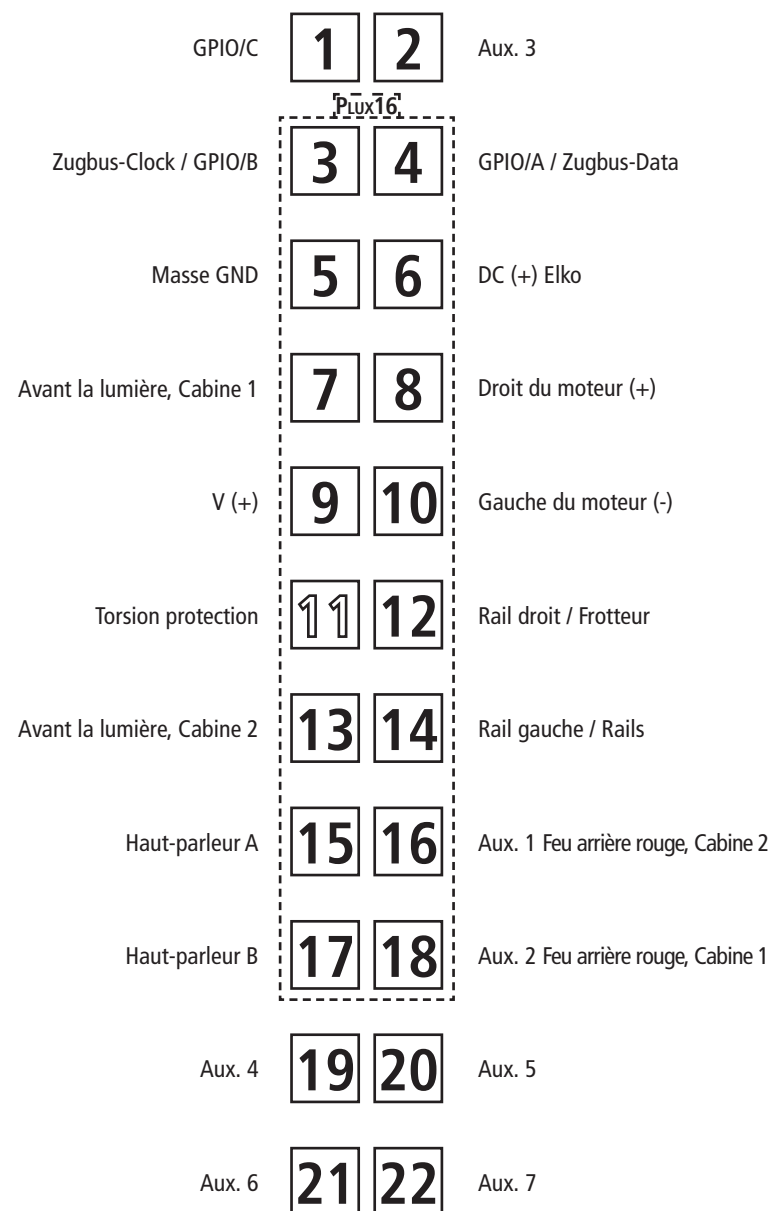 GPIO/C 1 2 Aux. 3
PLUX16
Zugbus-Clock / GPIO/B 3 4 GPIO/A / Zugbus-Data
Masse GND 5 6 DC (+) Elko
Avant la lumière, Cabine 1 7 8 Droit du moteur (+)
V (+) 9 10 Gauche du moteur (-)
Torsion protection 11 12 Rail droit / Frotteur
Avant la lumière, Cabine 2 13 14 Rail gauche / Rails
Haut-parleur A 15 16 Aux. 1 Feu arrière rouge, Cabine 2
Haut-parleur B 17 18 Aux. 2 Feu arrière rouge, Cabine 1
Aux. 4 19 20 Aux. 5
Aux. 6 21 22 Aux. 7